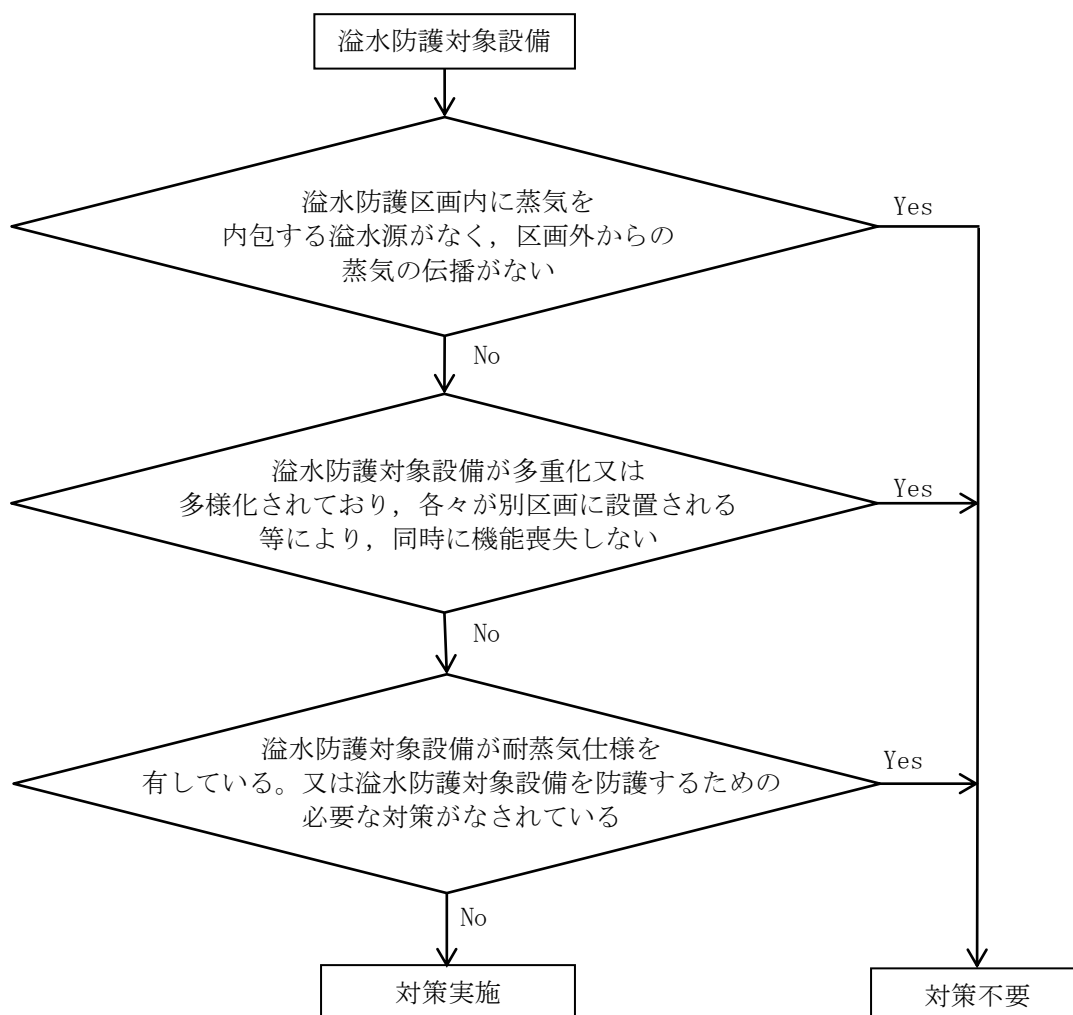 溢水防護対象設備
溢水防護区画内に蒸気を
内包する溢水源がなく，区画外からの
蒸気の伝播がない
Yes
No
溢水防護対象設備が多重化又は
多様化されており，各々が別区画に設置される
等により，同時に機能喪失しない
Yes
No
溢水防護対象設備が耐蒸気仕様を
有している。又は溢水防護対象設備を防護するための
必要な対策がなされている
Yes
No
対策実施
対策不要